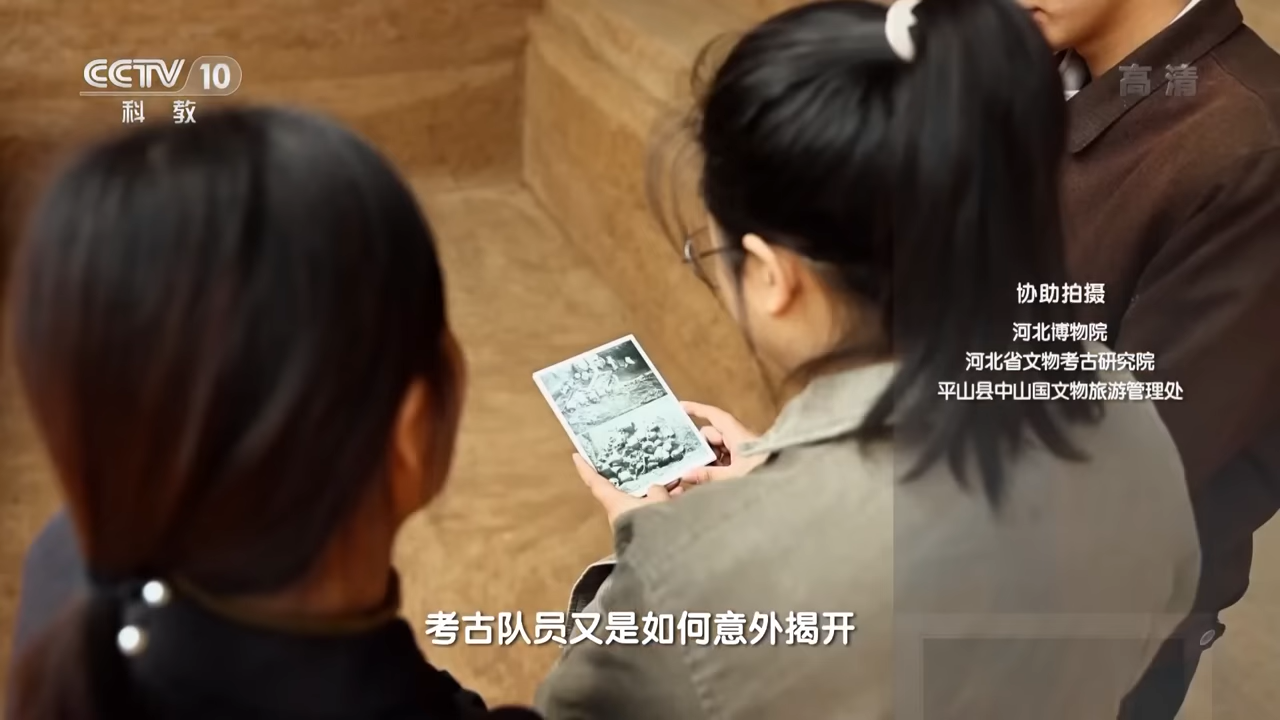 CCTV 10
科教
高清
协助拍摄
河北博物院
河北省文物考古研究院
平山县中山国文物旅游管理处
考古队员又是如何意外揭开